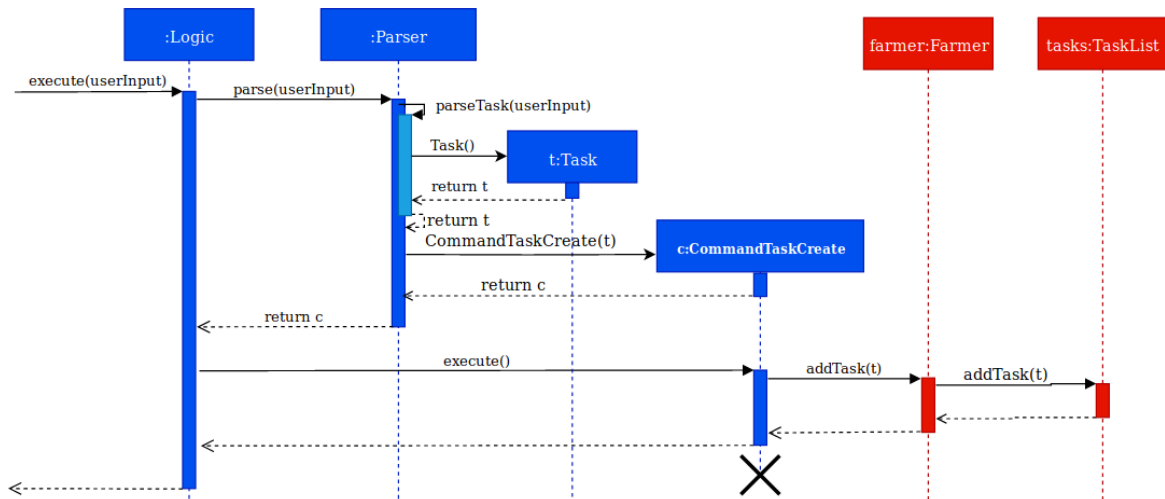 :Logic
:Parser
farmer:Farmer
tasks:TaskList
execute(userInput)
parse(userInput)
parseTask(userInput)
Task()
t:Task
return t
return t
CommandTaskCreate(t)
c:CommandTaskCreate
return c
return c
execute()
addTask(t)
addTask(t)